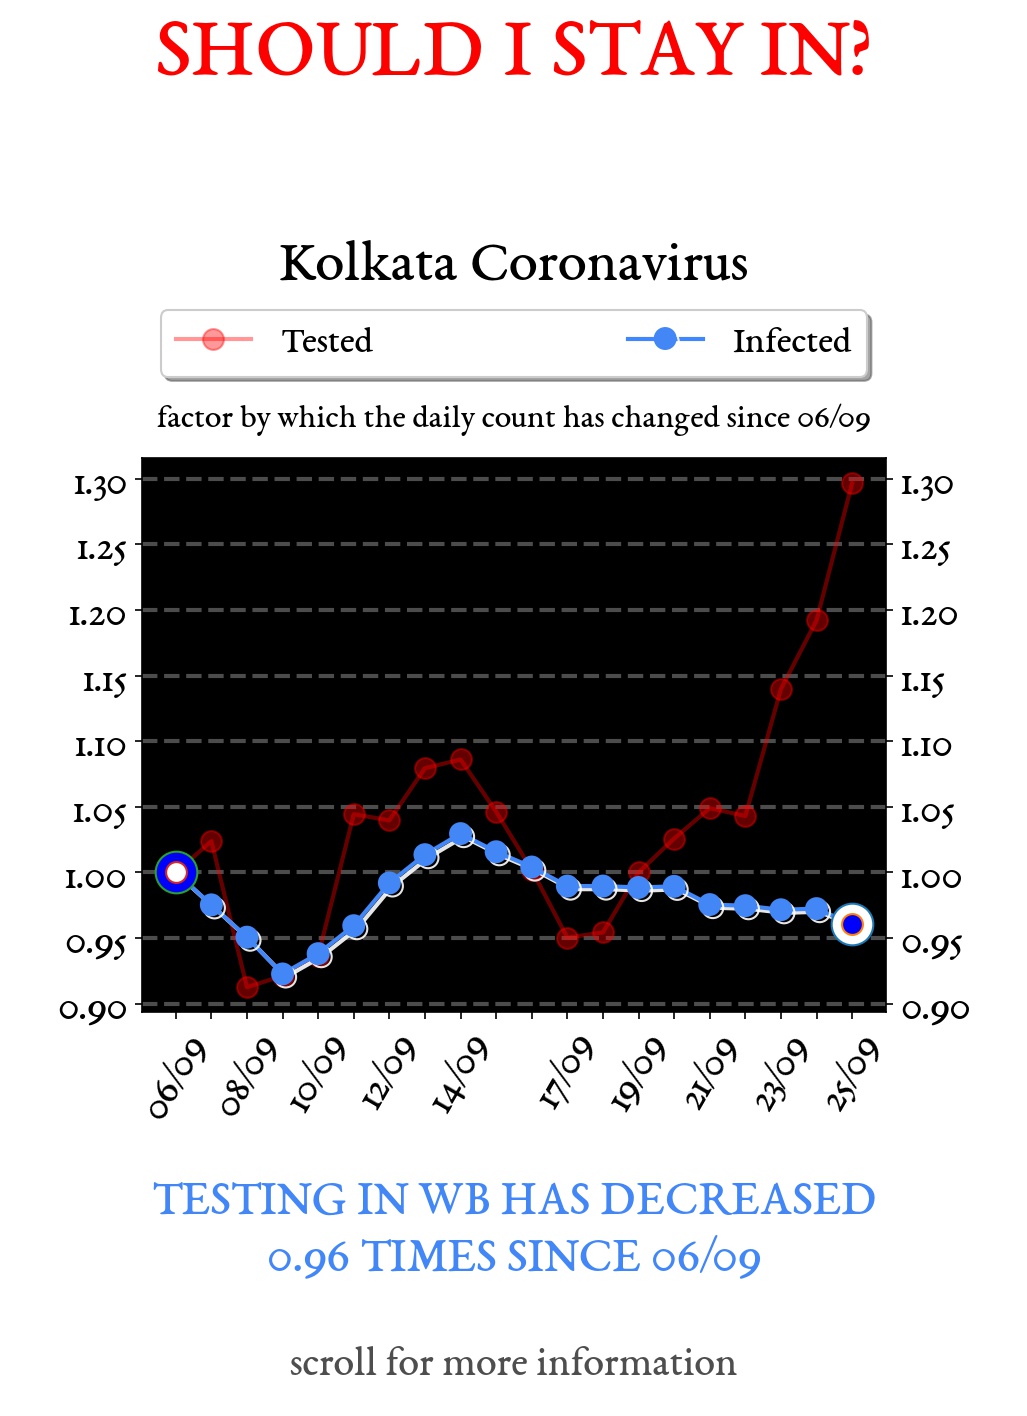 SHOULD I STAY IN?
Kolkata Coronavirus
Tested Infected
factor by which the daily count has changed since 06/09
1.30 1.30
1.25 1.25
1.20 1.20
1.15 1.15
1.10 1.10
1.05 1.05
1.00 1.00
0.95 0.95
0.90 0.90
06/09 08/09 10/09 12/09 14/09 17/09 19/09 21/09 23/09 25/09
TESTING IN WB HAS DECREASED
0.96 TIMES SINCE 06/09
scroll for more information